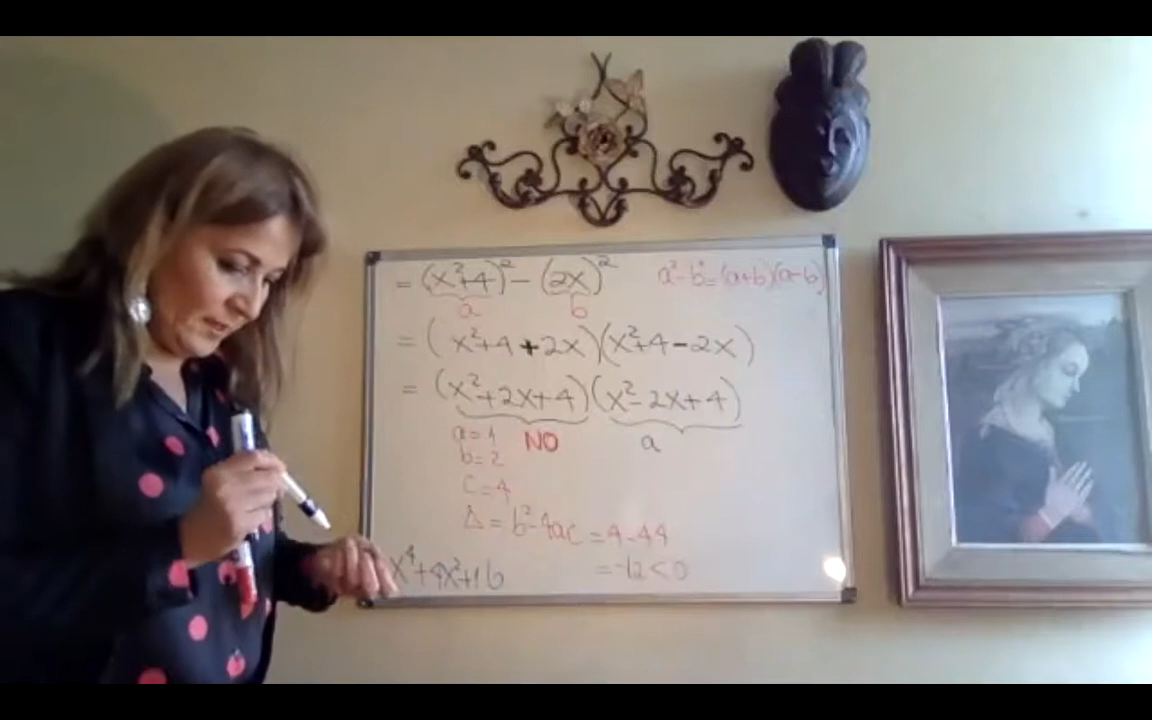 = (x²+4)² - (2x)² a²-b²=(a+b)(a-b)
a b
= (x²+4+2x)(x²+4-2x)
= (x²+2x+4)(x²-2x+4)
a=1 NO a
b=2
c=4
Δ = b²-4ac = 4-4·4
x⁴+4x²+16 = -12 < 0